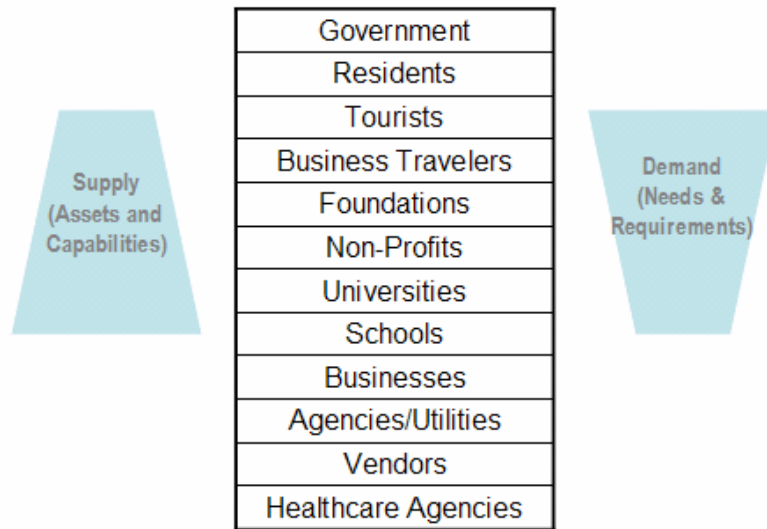 Government
Residents
Tourists
Business Travelers
Foundations
Non-Profits
Universities
Schools
Businesses
Agencies/Utilities
Vendors
Healthcare Agencies
Supply
(Assets and
Capabilities)
Demand
(Needs &
Requirements)